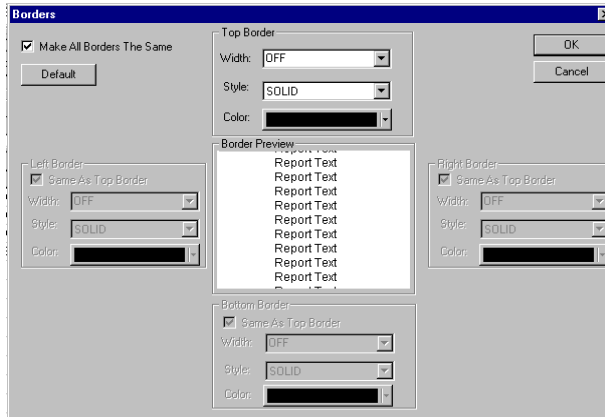 Borders
Make All Borders The Same
Default
Top Border
Width: OFF
Style: SOLID
Color:
OK
Cancel
Border Preview
Report Text
Report Text
Report Text
Report Text
Report Text
Report Text
Report Text
Report Text
Report Text
Report Text
Report Text
Left Border
Same As Top Border
Width: OFF
Style: SOLID
Color:
Right Border
Same As Top Border
Width: OFF
Style: SOLID
Color:
Bottom Border
Same As Top Border
Width: OFF
Style: SOLID
Color: